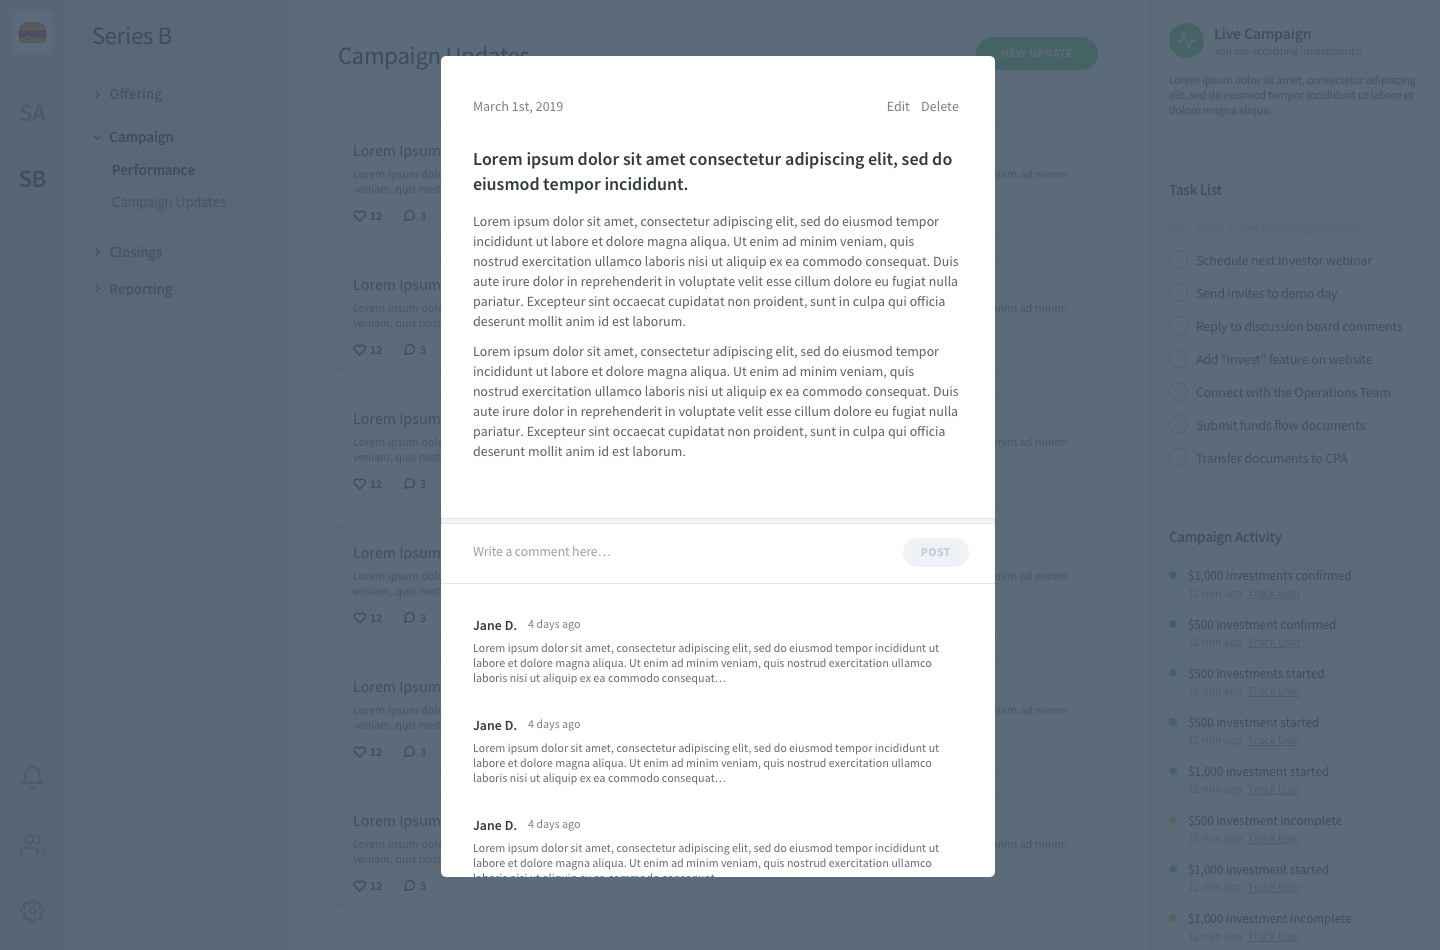 Series B
SA
SB
Offering
Campaign
Performance
Campaign Updates
Closings
Reporting
Campaign Updates
NEW UPDATE
Lorem Ipsum
Lorem ipsum dolo
veniam, quis nost
enim ad minim
12 3
Lorem Ipsum
Lorem ipsum dolo
veniam, quis nost
enim ad minim
12 3
Lorem Ipsum
Lorem ipsum dolo
veniam, quis nost
enim ad minim
12 3
Lorem Ipsum
Lorem ipsum dolo
veniam, quis nost
enim ad minim
12 3
Lorem Ipsum
Lorem ipsum dolo
veniam, quis nost
enim ad minim
12 3
Lorem Ipsum
Lorem ipsum dolo
veniam, quis nost
enim ad minim
12 3
March 1st, 2019
Edit Delete
Lorem ipsum dolor sit amet consectetur adipiscing elit, sed do
eiusmod tempor incididunt.
Lorem ipsum dolor sit amet, consectetur adipiscing elit, sed do eiusmod tempor
incididunt ut labore et dolore magna aliqua. Ut enim ad minim veniam, quis
nostrud exercitation ullamco laboris nisi ut aliquip ex ea commodo consequat. Duis
aute irure dolor in reprehenderit in voluptate velit esse cillum dolore eu fugiat nulla
pariatur. Excepteur sint occaecat cupidatat non proident, sunt in culpa qui officia
deserunt mollit anim id est laborum.
Lorem ipsum dolor sit amet, consectetur adipiscing elit, sed do eiusmod tempor
incididunt ut labore et dolore magna aliqua. Ut enim ad minim veniam, quis
nostrud exercitation ullamco laboris nisi ut aliquip ex ea commodo consequat. Duis
aute irure dolor in reprehenderit in voluptate velit esse cillum dolore eu fugiat nulla
pariatur. Excepteur sint occaecat cupidatat non proident, sunt in culpa qui officia
deserunt mollit anim id est laborum.
Write a comment here…
POST
Jane D. 4 days ago
Lorem ipsum dolor sit amet, consectetur adipiscing elit, sed do eiusmod tempor incididunt ut
labore et dolore magna aliqua. Ut enim ad minim veniam, quis nostrud exercitation ullamco
laboris nisi ut aliquip ex ea commodo consequat…
Jane D. 4 days ago
Lorem ipsum dolor sit amet, consectetur adipiscing elit, sed do eiusmod tempor incididunt ut
labore et dolore magna aliqua. Ut enim ad minim veniam, quis nostrud exercitation ullamco
laboris nisi ut aliquip ex ea commodo consequat…
Jane D. 4 days ago
Lorem ipsum dolor sit amet, consectetur adipiscing elit, sed do eiusmod tempor incididunt ut
labore et dolore magna aliqua. Ut enim ad minim veniam, quis nostrud exercitation ullamco
Live Campaign
You are accepting investments!
Lorem ipsum dolor sit amet, consectetur adipiscing
elit, sed do eiusmod tempor incididunt ut labore et
dolore magna aliqua.
Task List
Draft a new campaign update
Schedule next investor webinar
Send invites to demo day
Reply to discussion board comments
Add “invest” feature on website
Connect with the Operations Team
Submit funds flow documents
Transfer documents to CPA
Campaign Activity
$1,000 investments confirmed
12 min ago Track User
$500 investment confirmed
12 min ago Track User
$500 investments started
12 min ago Track User
$500 investment started
12 min ago Track User
$1,000 investment started
12 min ago Track User
$500 investment incomplete
12 min ago Track User
$1,000 investment started
12 min ago Track User
$1,000 investment incomplete
12 min ago Track User